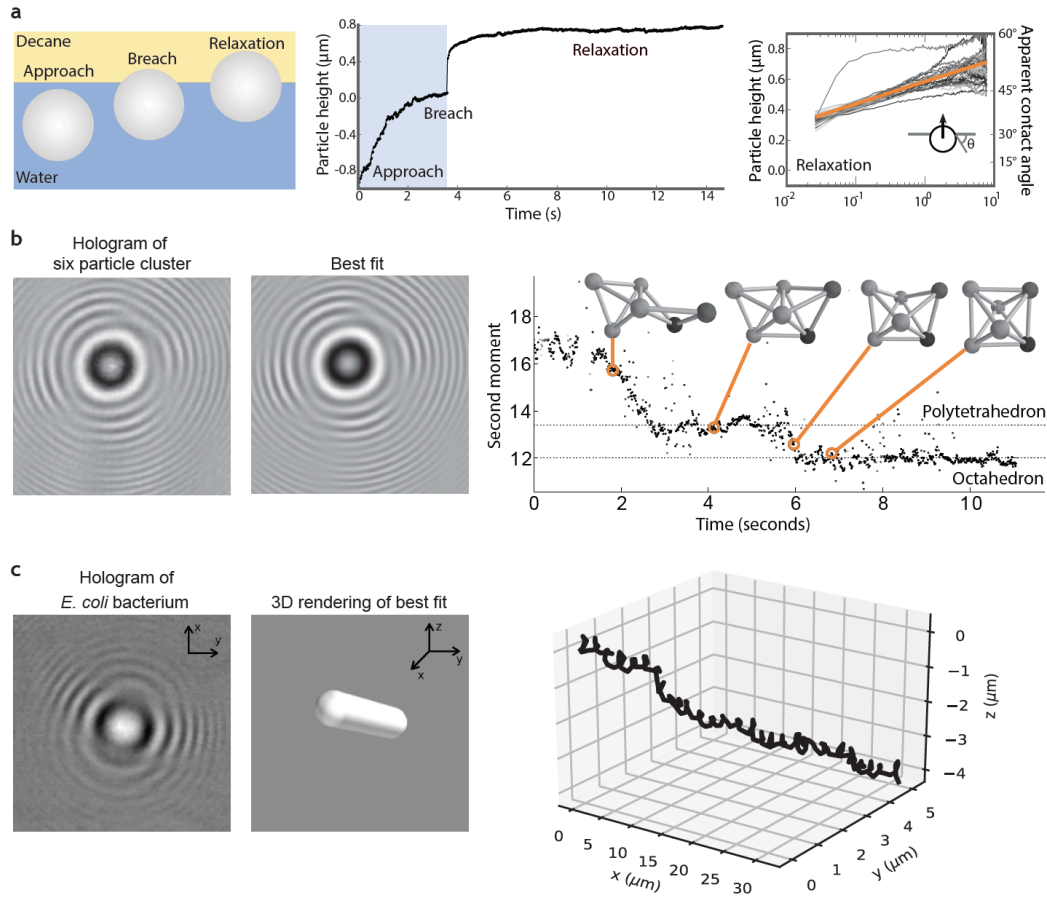 a
Decane
Approach
Breach
Relaxation
Water
Particle height (µm)
0.8
0.4
0.0
-0.4
-0.8
Approach
Breach
Relaxation
0
2
4
6
8
10
12
14
Time (s)
Particle height (µm)
0.8
0.6
0.4
0.2
0.0
Relaxation
θ
60°
45°
30°
15°
Apparent contact angle
10-2
10-1
100
101
b
Hologram of
six particle cluster
Best fit
Second moment
18
16
14
12
Polytetrahedron
Octahedron
0
2
4
6
8
10
Time (seconds)
c
Hologram of
E. coli bacterium
x
y
3D rendering of best fit
z
y
x
0
−1
−2
−3
−4
z (µm)
0
5
10
15
20
25
30
x (µm)
0
1
2
3
4
5
y (µm)